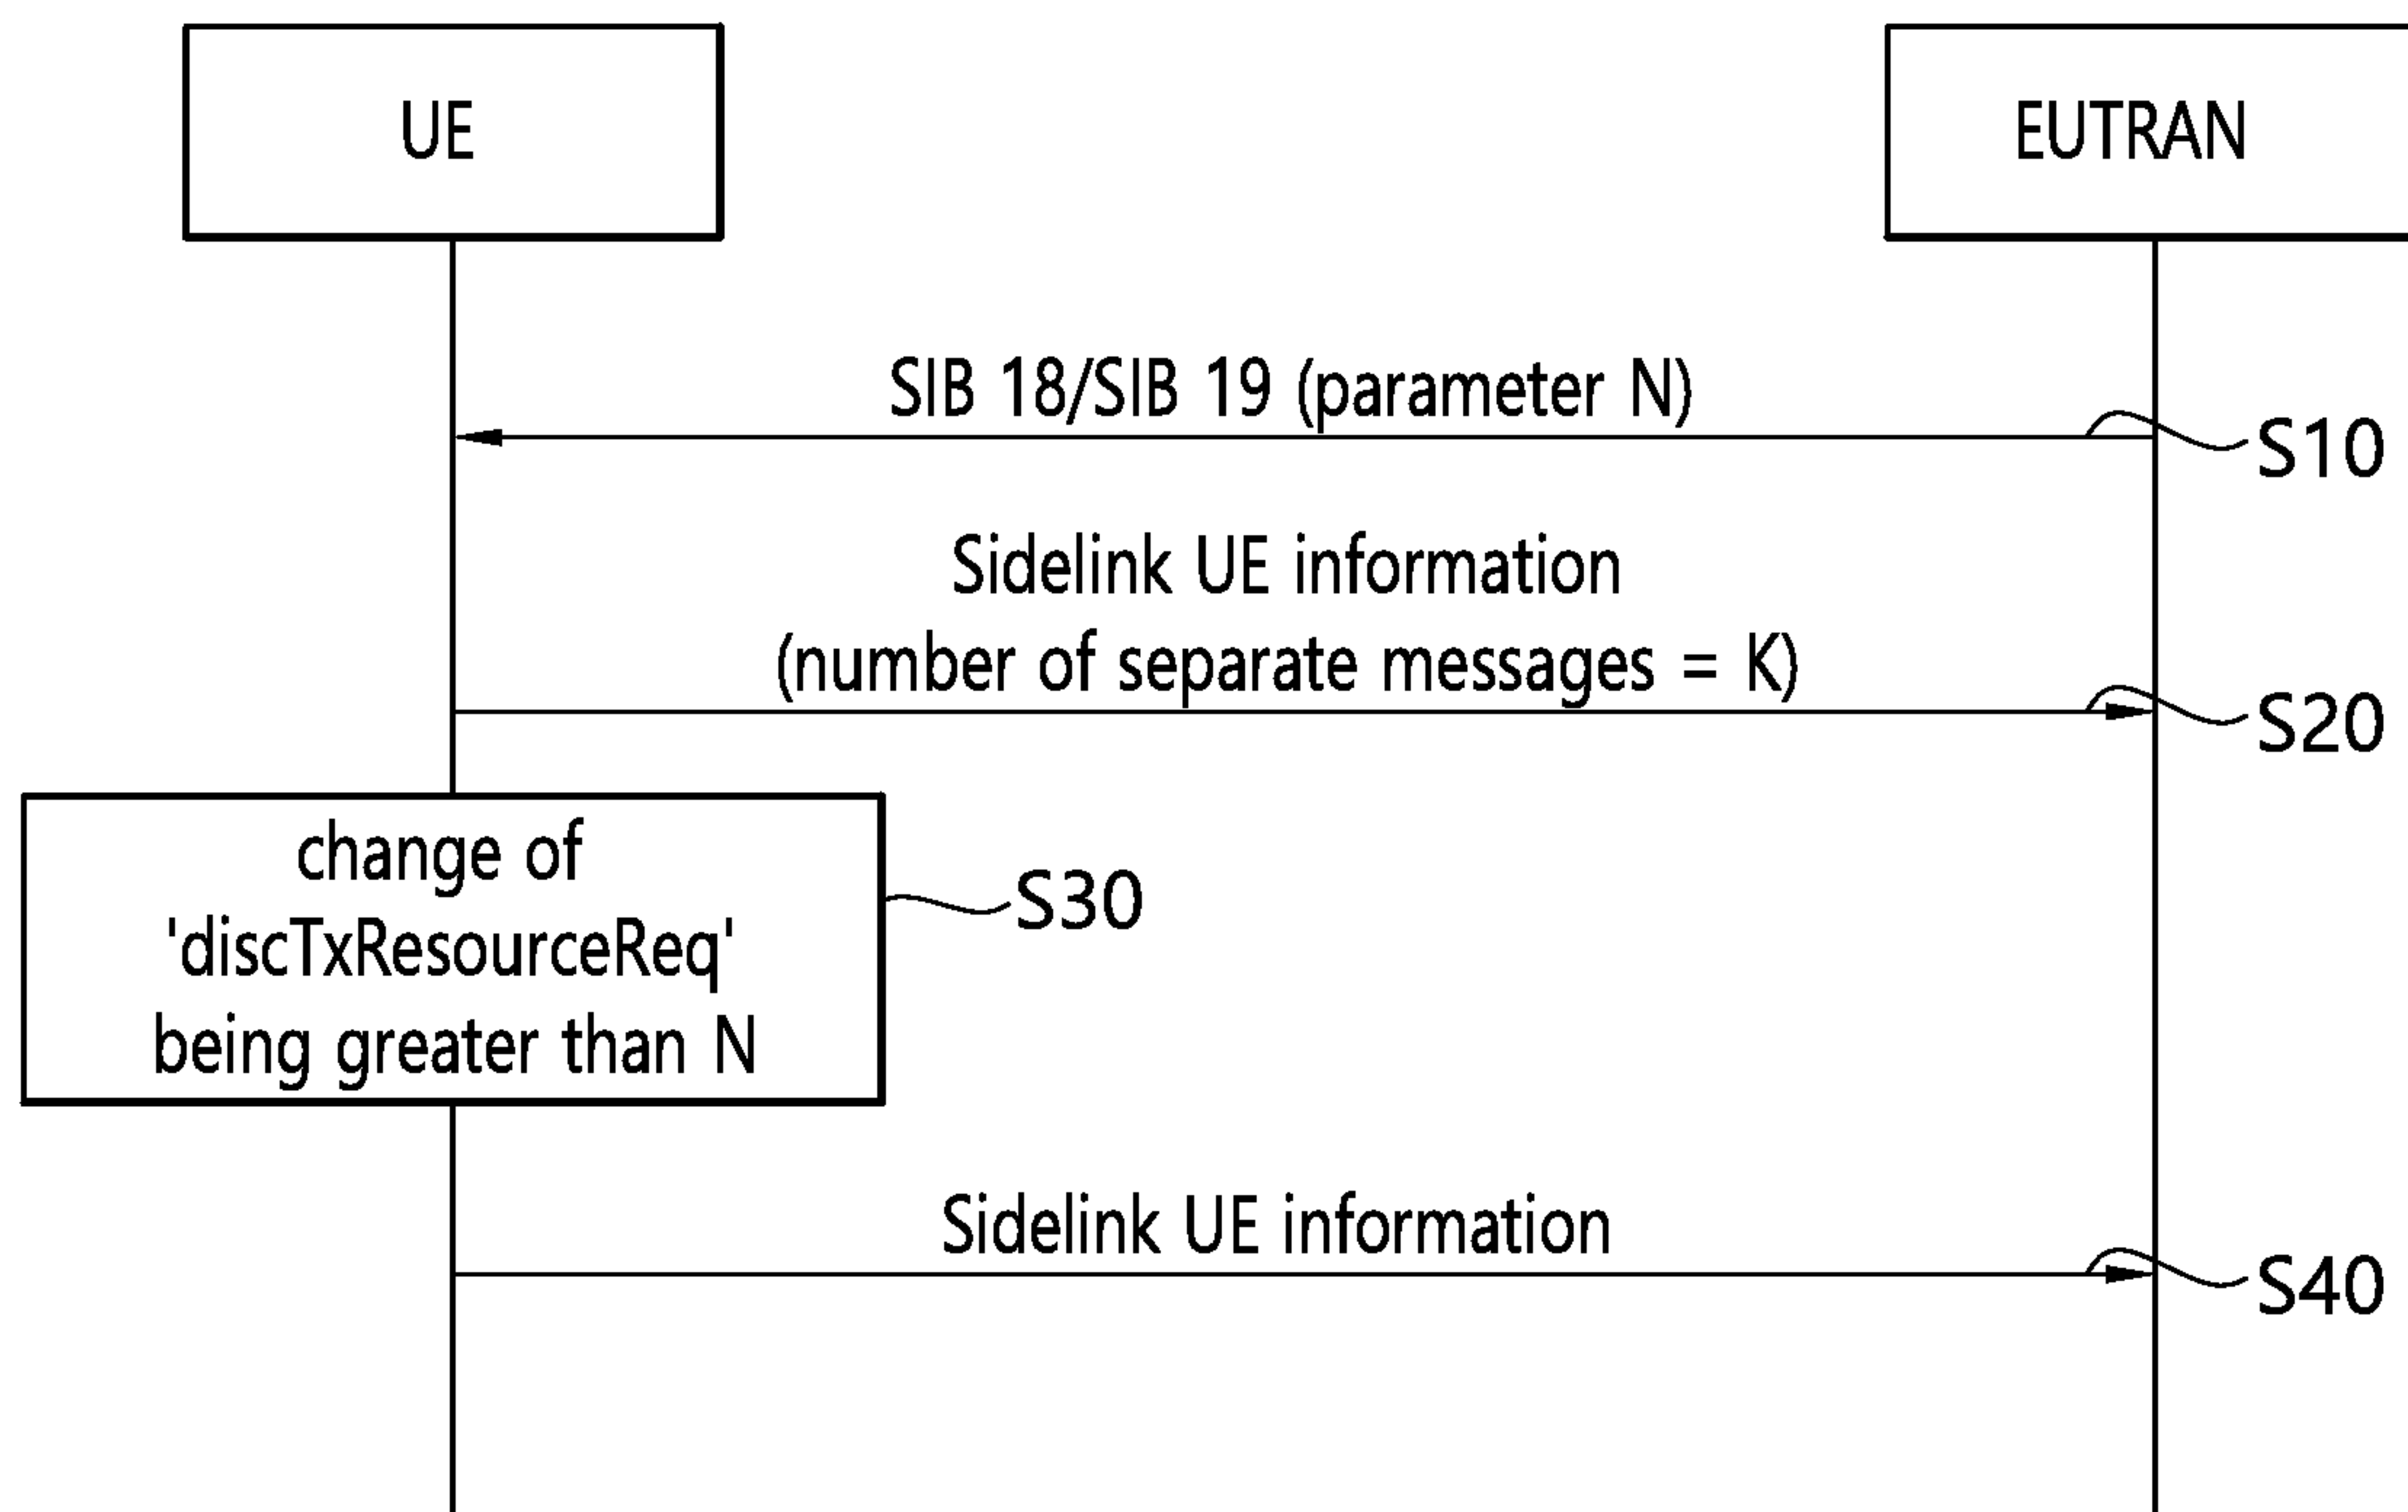 UE
EUTRAN
SIB 18/SIB 19 (parameter N)
S10
Sidelink UE information
(number of separate messages = K)
S20
change of
'discTxResourceReq'
being greater than N
S30
Sidelink UE information
S40